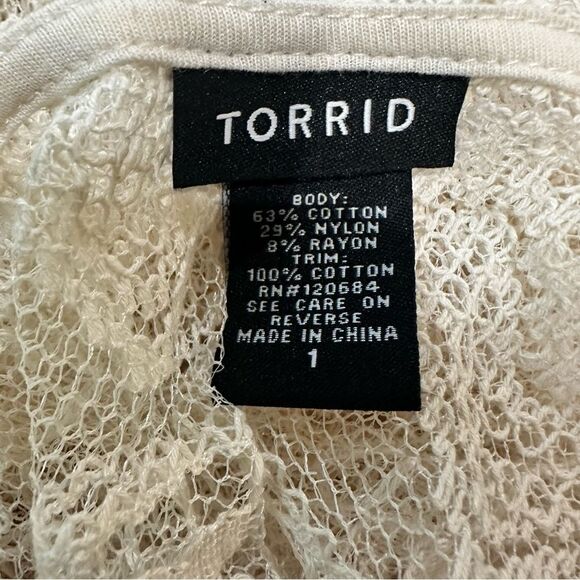 TORRID
BODY:
63% COTTON
29% NYLON
8% RAYON
TRIM:
100% COTTON
RN#120684
SEE CARE ON
REVERSE
MADE IN CHINA
1